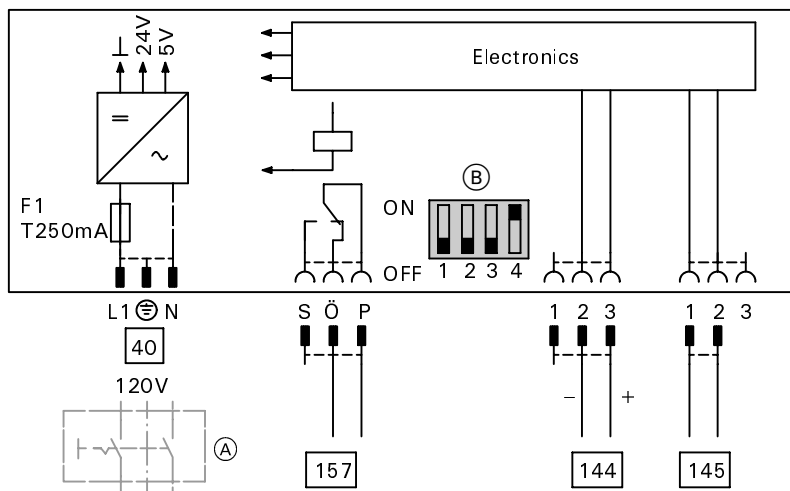 24V
5V
Electronics
B
F1
T250mA
ON
OFF
1 2 3 4
L1 N
S Ö P
1 2 3
1 2 3
40
120V
A
− +
157
144
145